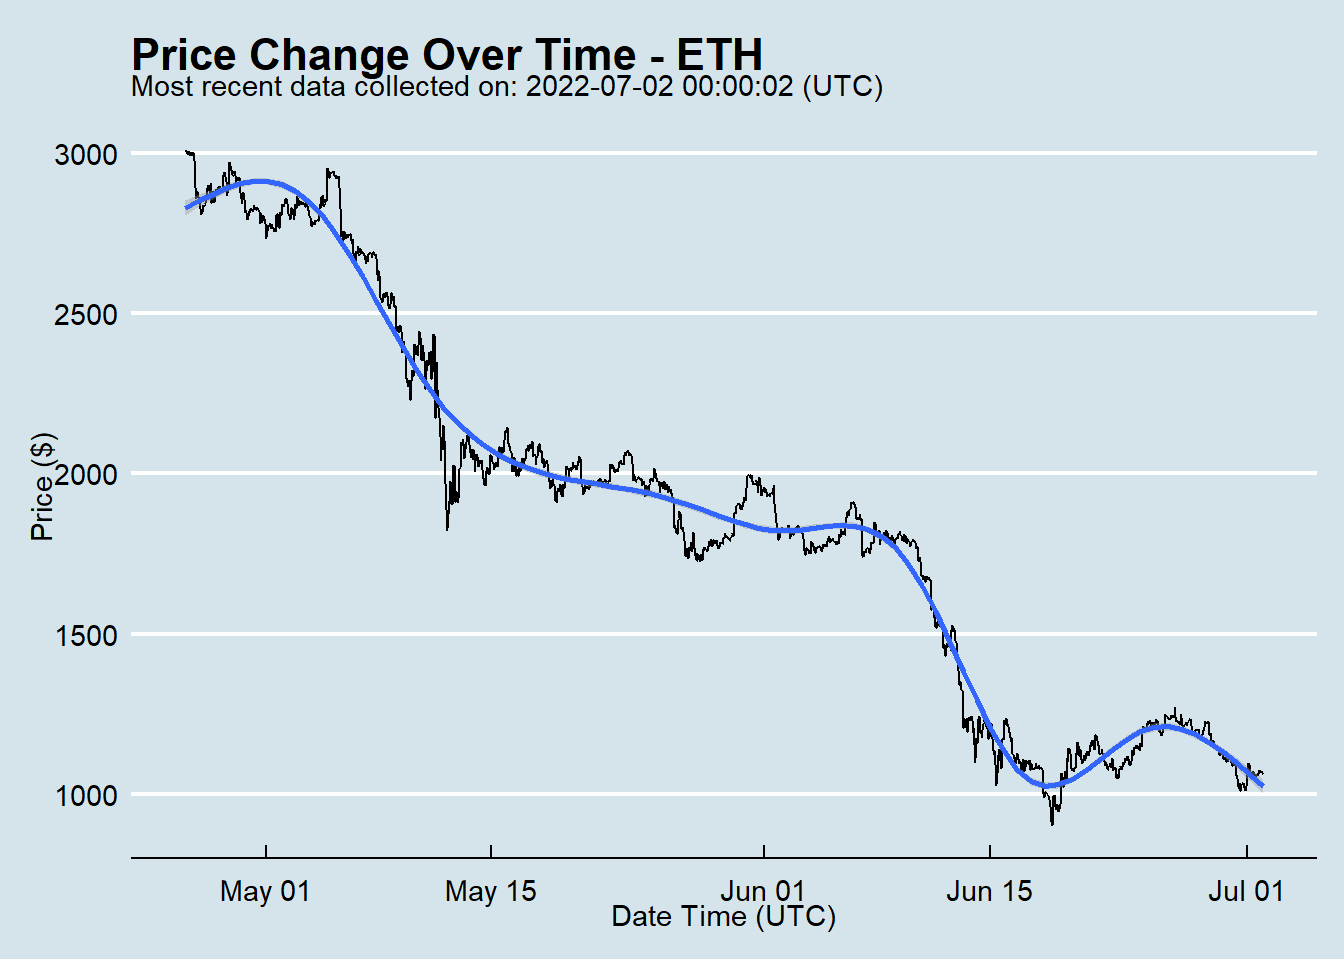 Price Change Over Time - ETH
Most recent data collected on: 2022-07-02 00:00:02 (UTC)
3000
2500
2000
1500
1000
Price ($)
May 01
May 15
Jun 01
Jun 15
Jul 01
Date Time (UTC)